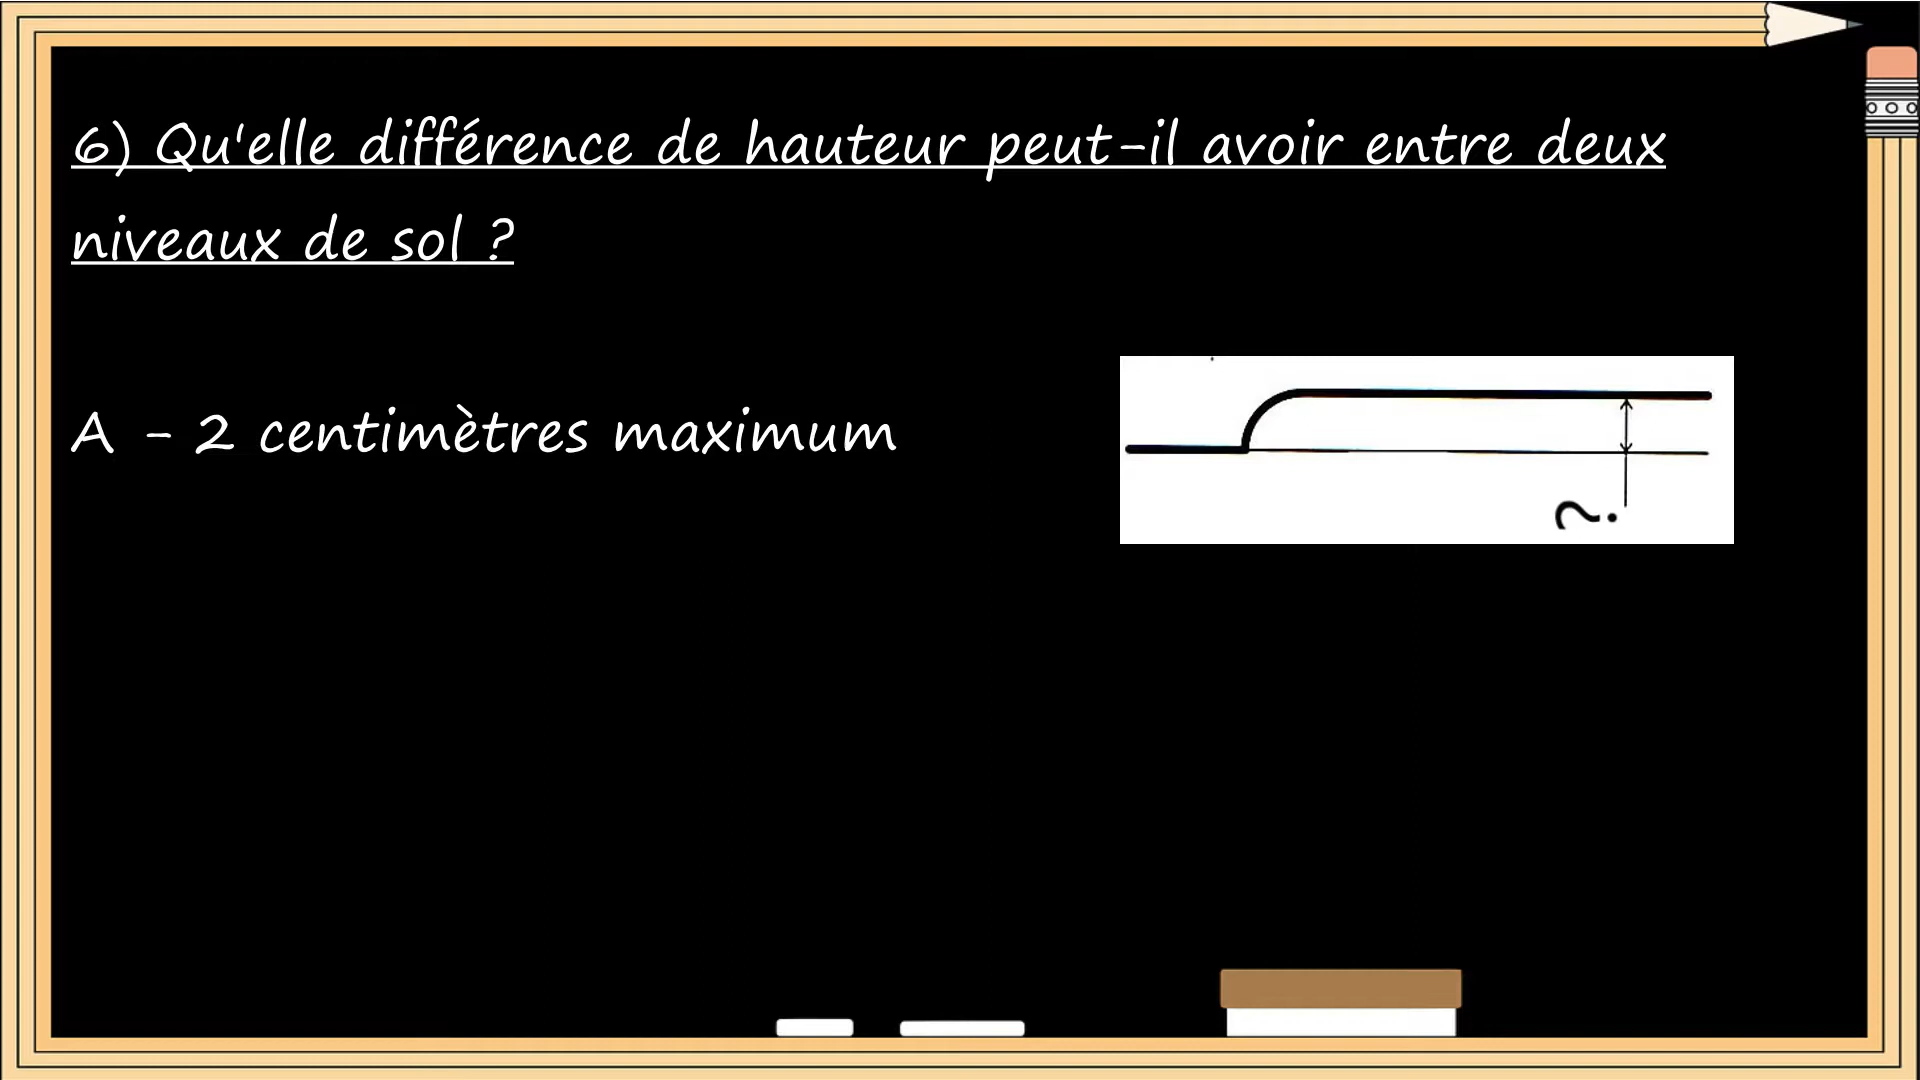 6) Qu'elle différence de hauteur peut-il avoir entre deux
niveaux de sol ?
A - 2 centimètres maximum
?